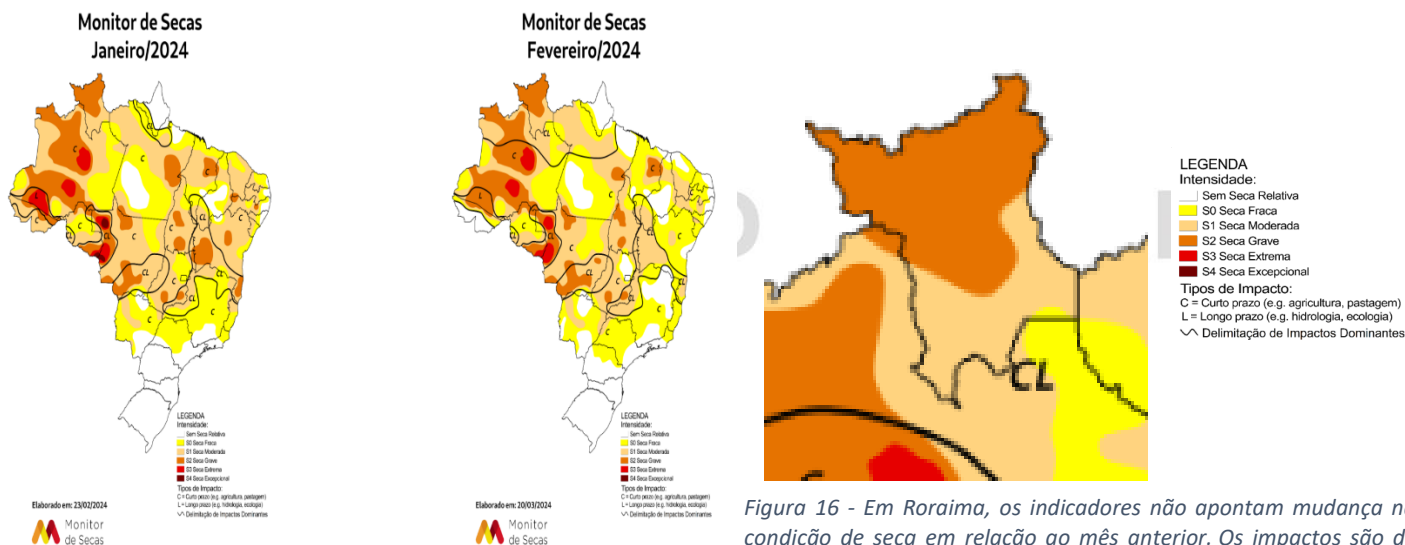 Monitor de Secas
Janeiro/2024
C
C
C
C
C
L
CL
CL
CL
CL
LEGENDA
Intensidade:
Sem Seca Relativa
S0 Seca Fraca
S1 Seca Moderada
S2 Seca Grave
S3 Seca Extrema
S4 Seca Excepcional
Tipos de Impacto:
C = Curto prazo (e.g. agricultura, pastagem)
L = Longo prazo (e.g. hidrologia, ecologia)
Delimitação de Impactos Dominantes
Elaborado em: 23/02/2024
Monitor
de Secas
Monitor de Secas
Fevereiro/2024
C
C
C
C
L
CL
CL
CL
CL
LEGENDA
Intensidade:
Sem Seca Relativa
S0 Seca Fraca
S1 Seca Moderada
S2 Seca Grave
S3 Seca Extrema
S4 Seca Excepcional
Tipos de Impacto:
C = Curto prazo (e.g. agricultura, pastagem)
L = Longo prazo (e.g. hidrologia, ecologia)
Delimitação de Impactos Dominantes
Elaborado em: 20/03/2024
Monitor
de Secas
CL
LEGENDA
Intensidade:
Sem Seca Relativa
S0 Seca Fraca
S1 Seca Moderada
S2 Seca Grave
S3 Seca Extrema
S4 Seca Excepcional
Tipos de Impacto:
C = Curto prazo (e.g. agricultura, pastagem)
L = Longo prazo (e.g. hidrologia, ecologia)
Delimitação de Impactos Dominantes
Figura 16 - Em Roraima, os indicadores não apontam mudança
condição de seca em relação ao mês anterior. Os impactos são